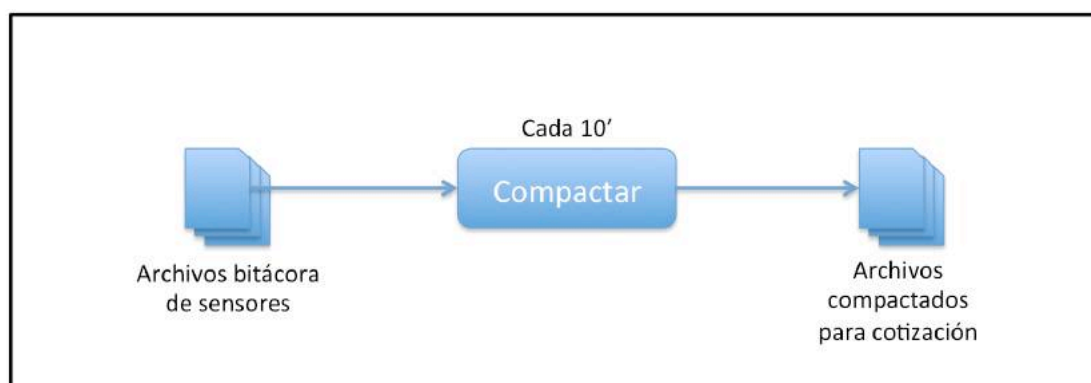 Cada 10’
Compactar
Archivos bitácora
de sensores
Archivos
compactados
para cotización